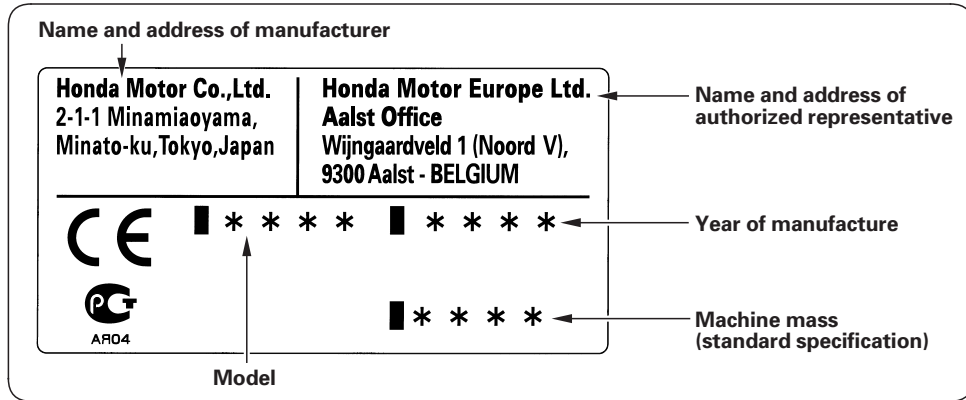 Name and address of manufacturer
Honda Motor Co.,Ltd.
2-1-1 Minamiaoyama,
Minato-ku,Tokyo,Japan
Honda Motor Europe Ltd.
Aalst Office
Wijngaardveld 1 (Noord V),
9300 Aalst - BELGIUM
Name and address of
authorized representative
CE
* * * *
* * * *
Year of manufacture
РСТ
АЯ04
* * * *
Machine mass
(standard specification)
Model